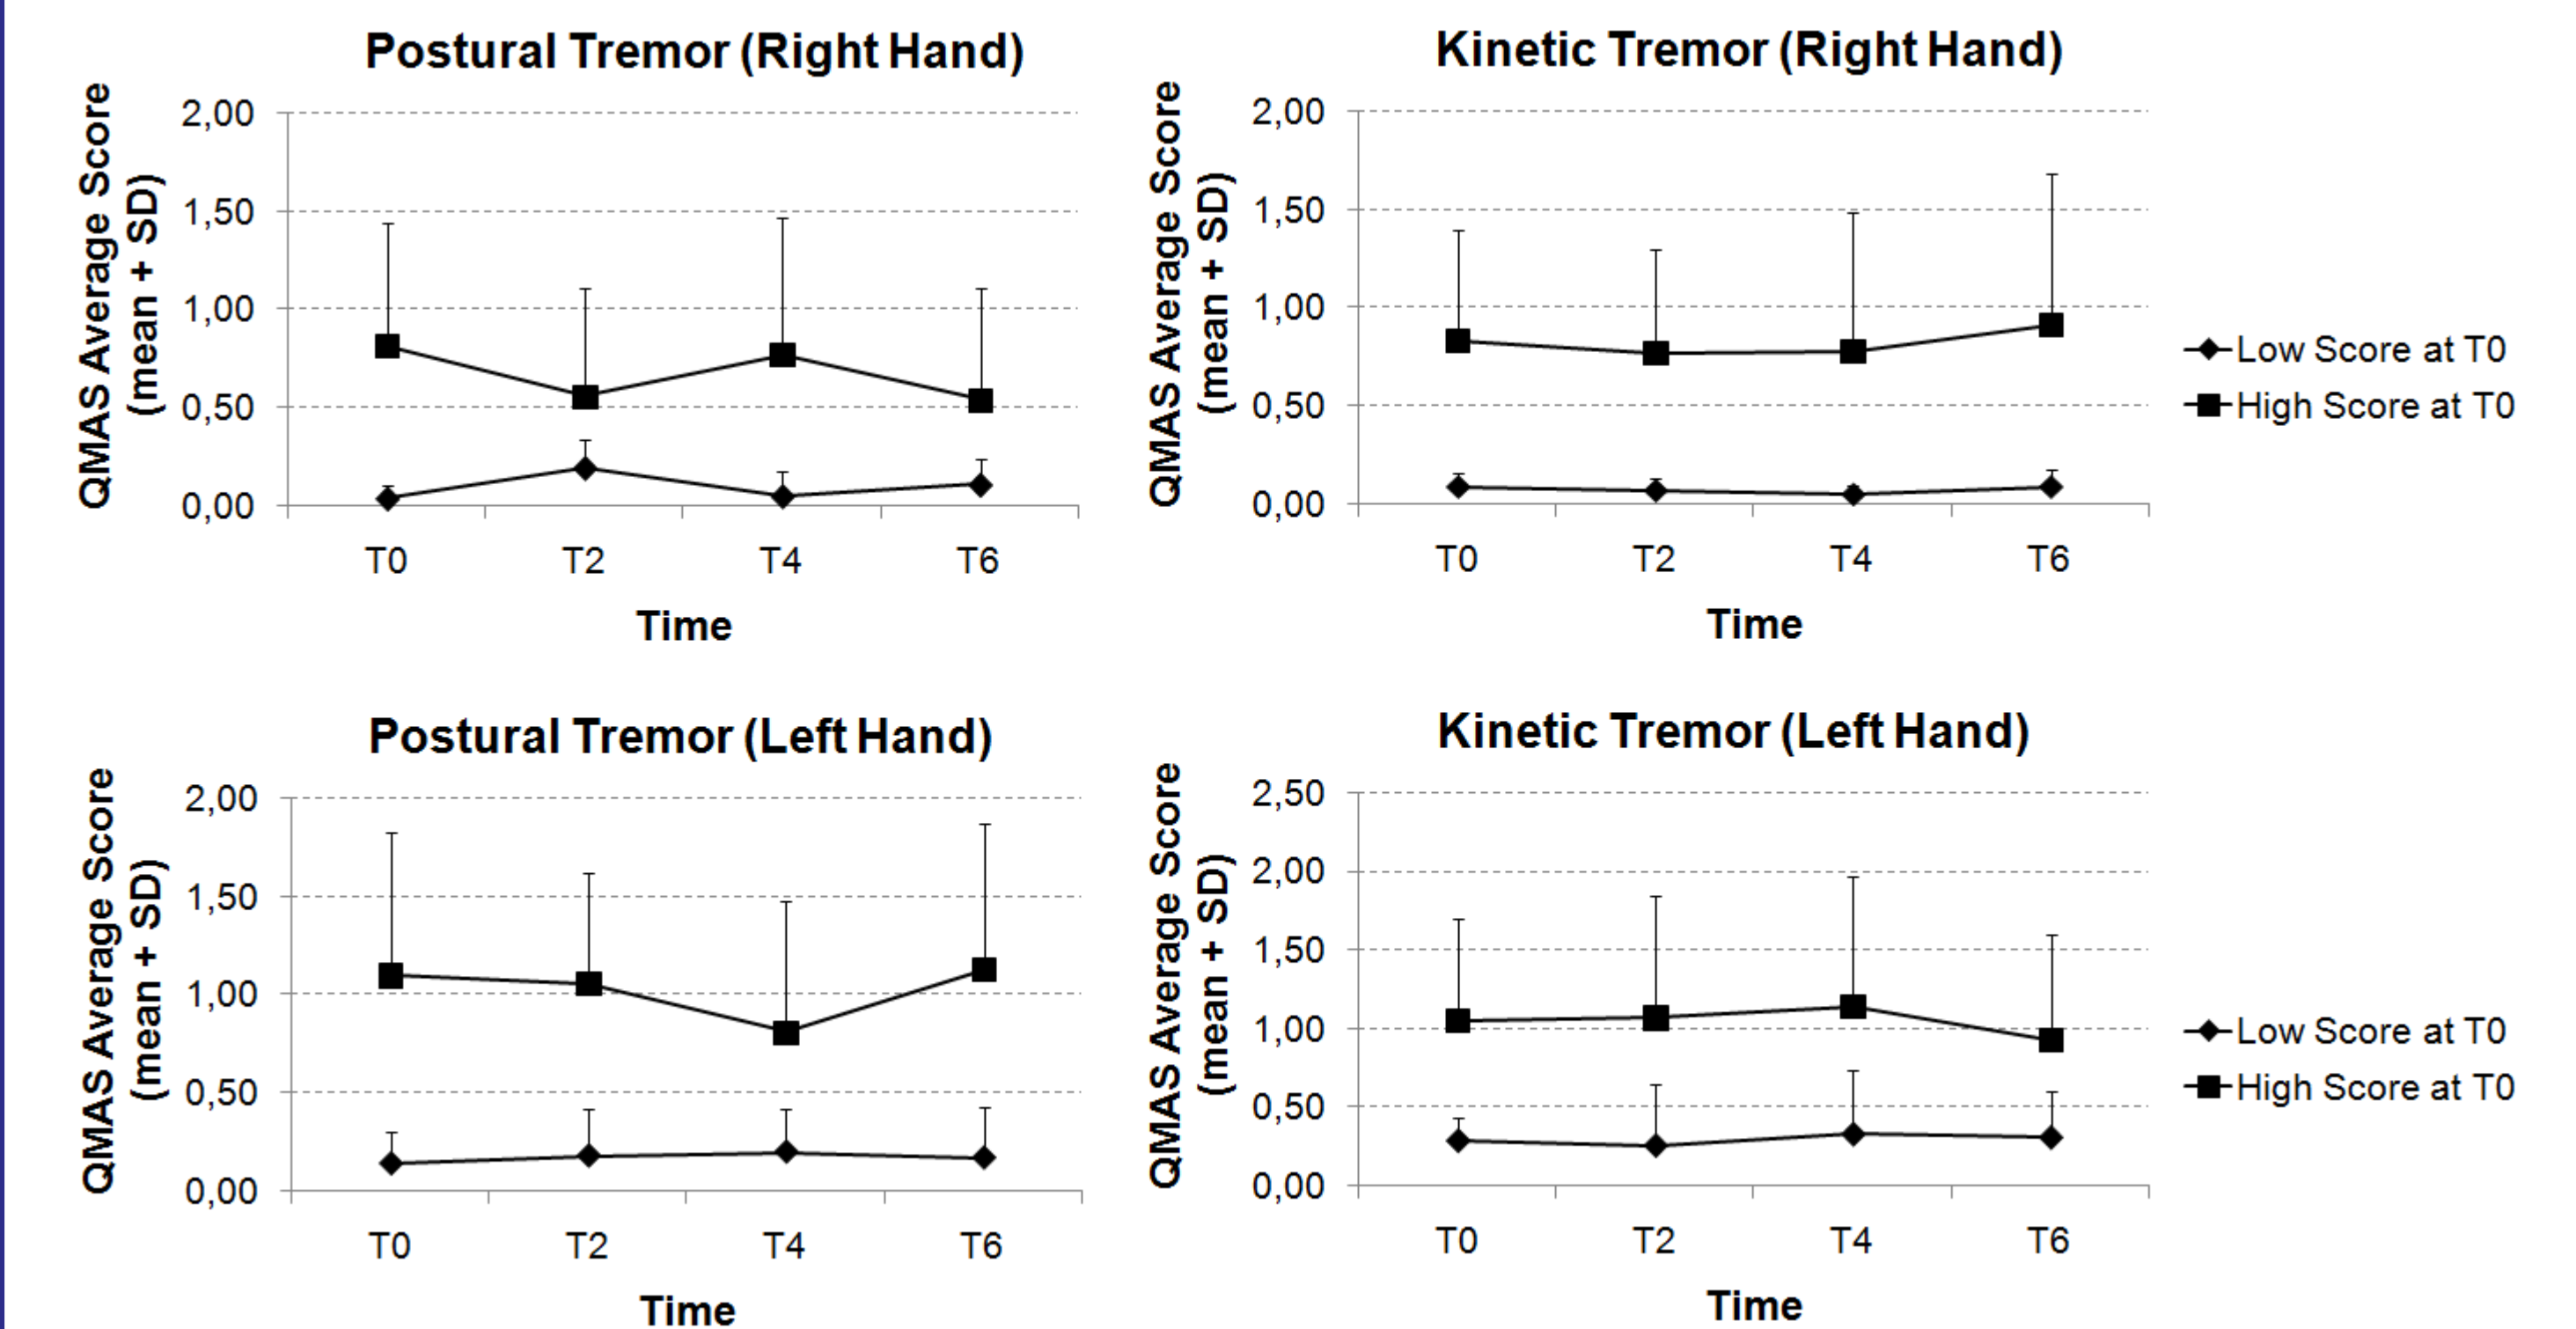 Postural Tremor (Right Hand)
QMAS Average Score
(mean + SD)
2,00
1,50
1,00
0,50
0,00
T0 T2 T4 T6
Time
Kinetic Tremor (Right Hand)
QMAS Average Score
(mean + SD)
2,00
1,50
1,00
0,50
0,00
T0 T2 T4 T6
Time
Low Score at T0
High Score at T0
Postural Tremor (Left Hand)
QMAS Average Score
(mean + SD)
2,00
1,50
1,00
0,50
0,00
T0 T2 T4 T6
Time
Kinetic Tremor (Left Hand)
QMAS Average Score
(mean + SD)
2,50
2,00
1,50
1,00
0,50
0,00
T0 T2 T4 T6
Time
Low Score at T0
High Score at T0